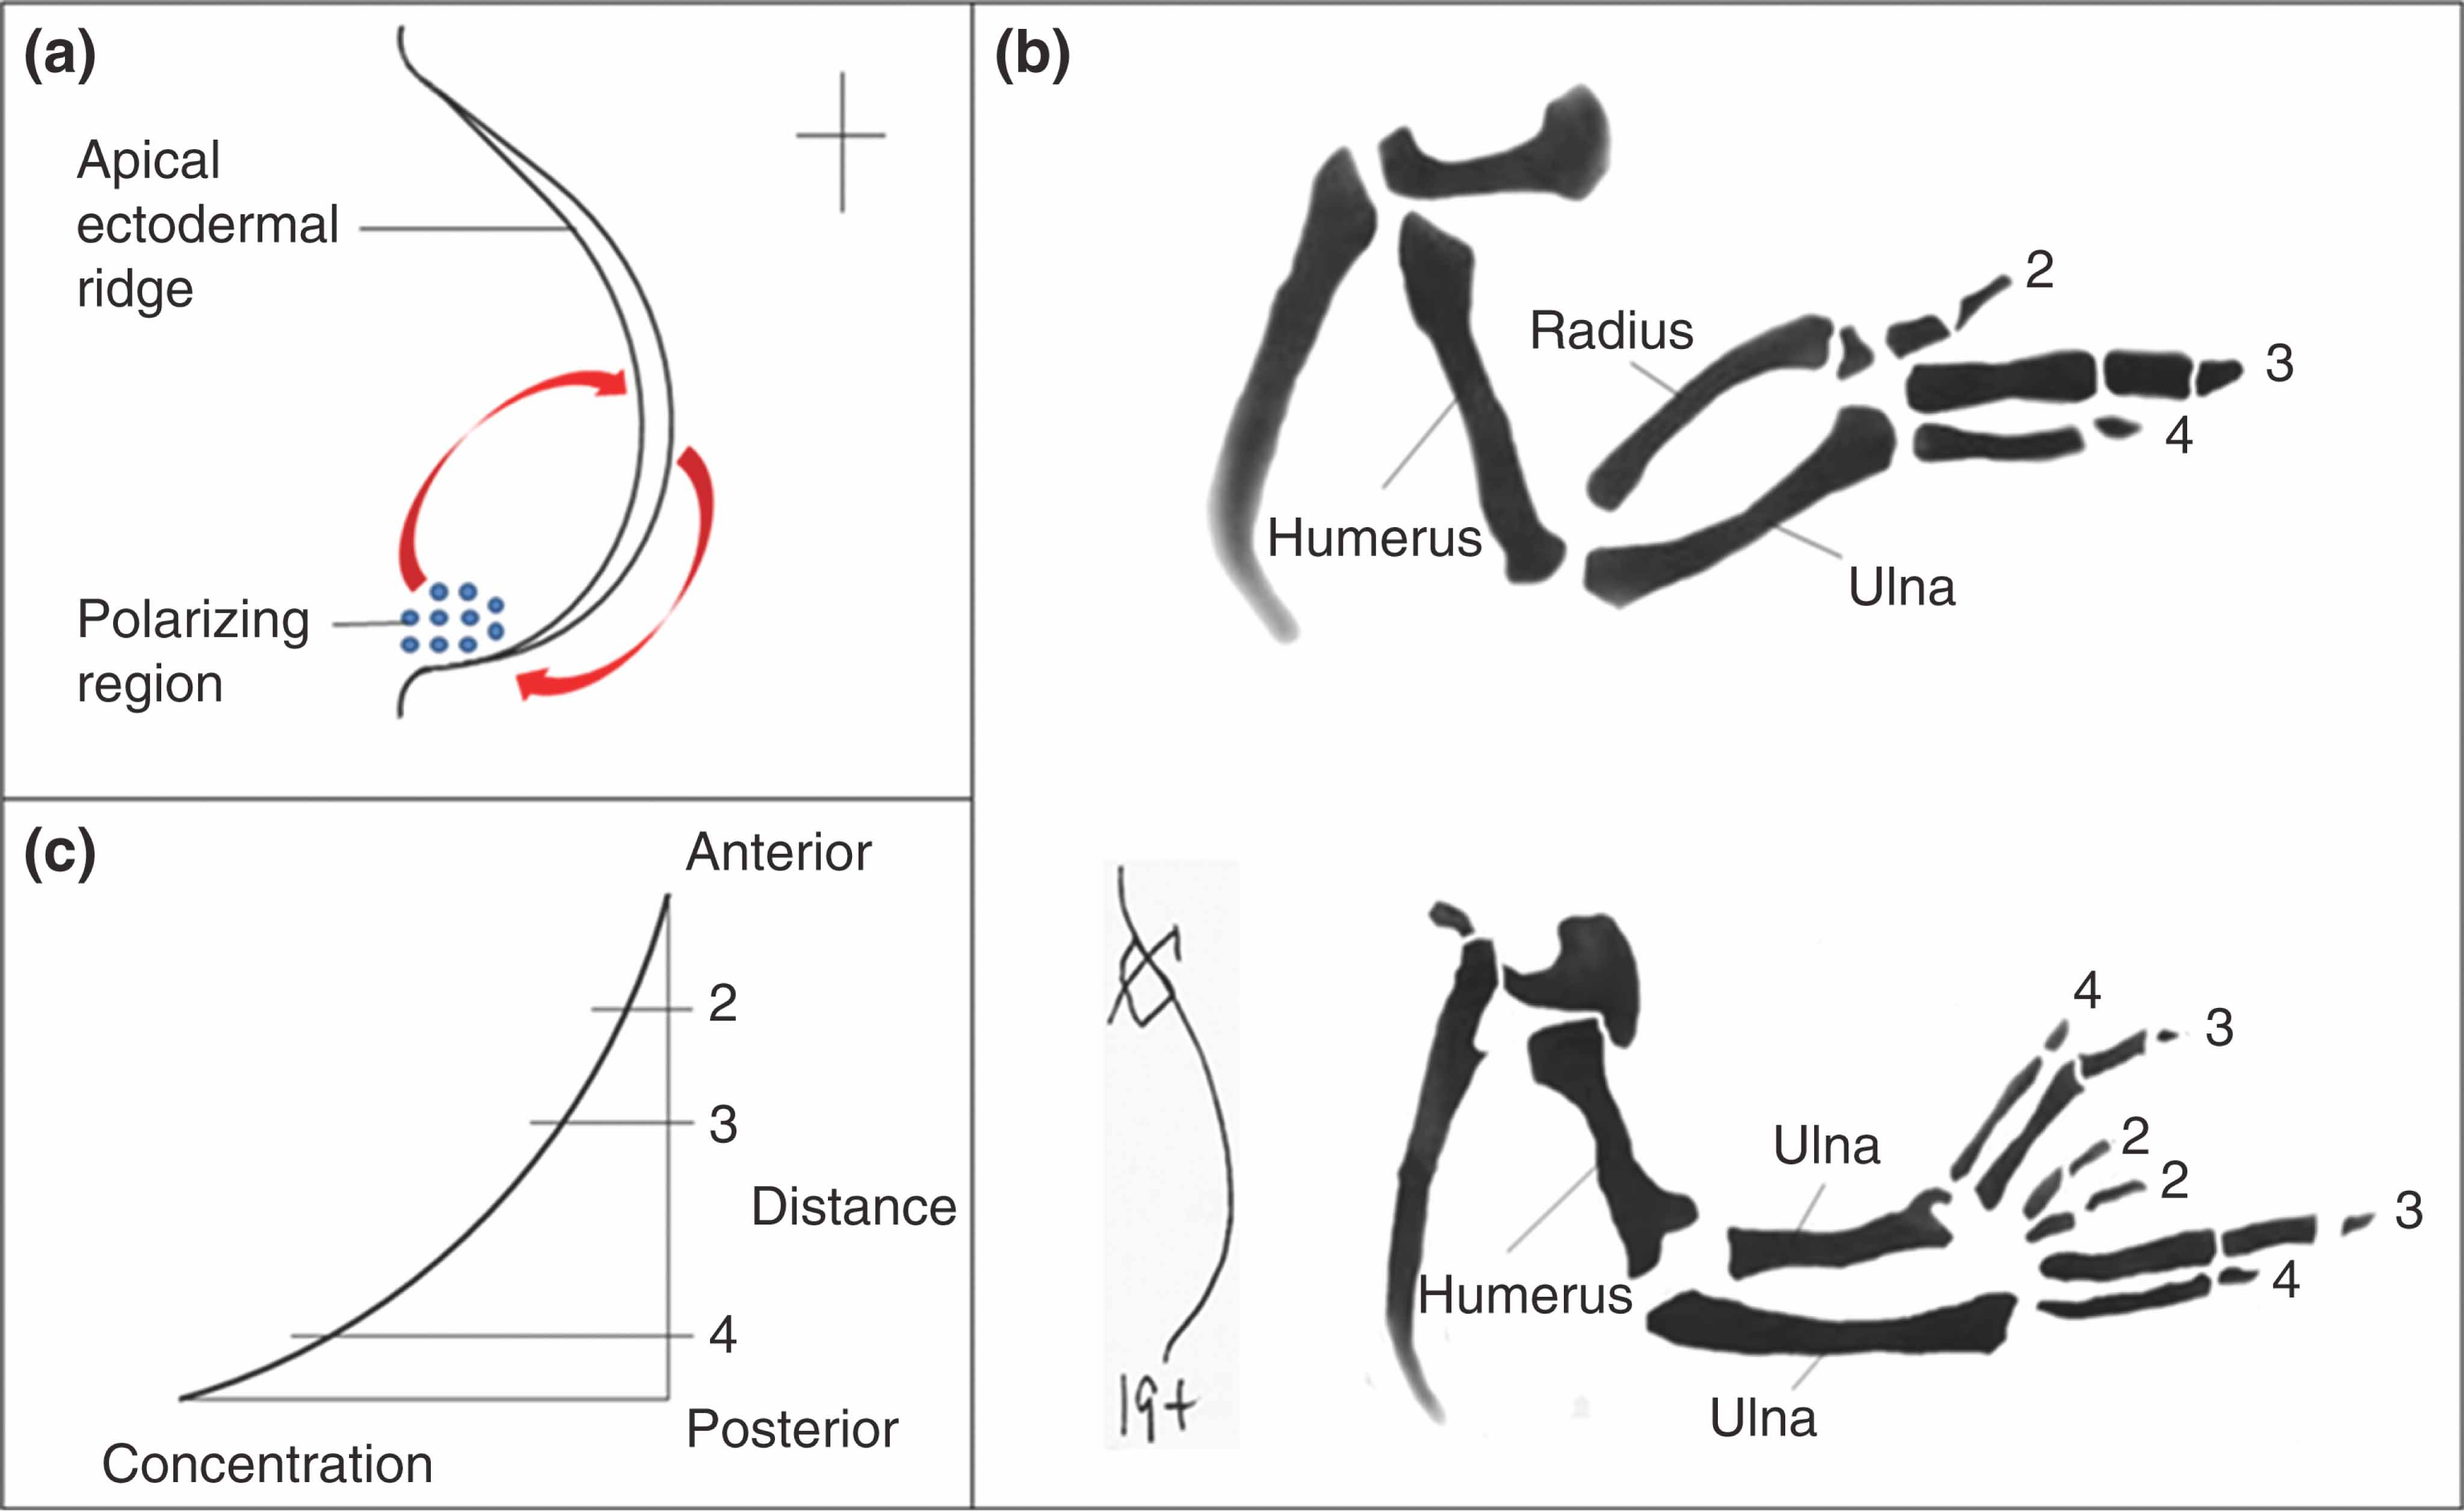 (a)
Apical
ectodermal
ridge
Polarizing
region
(b)
2
Radius
3
4
Humerus
Ulna
(c)
Anterior
2
3
Distance
4
Posterior
Concentration
19+
4
3
Ulna
2
2
3
Humerus
4
Ulna